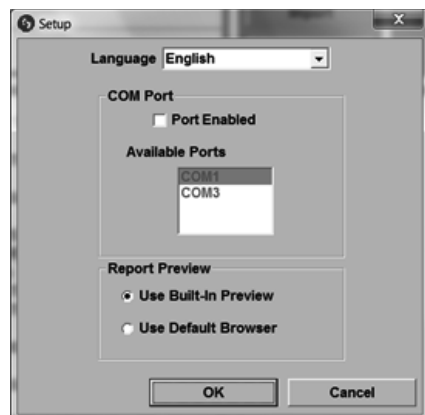 Setup
Language English
COM Port
Port Enabled
Available Ports
COM1
COM3
Report Preview
Use Built-In Preview
Use Default Browser
OK Cancel